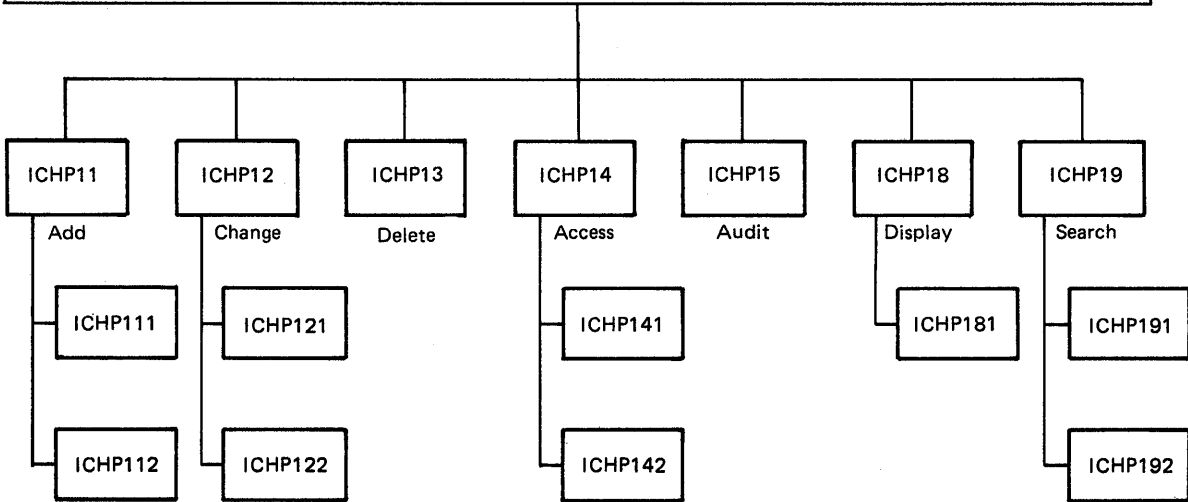 ICHP11 ICHP12 ICHP13 ICHP14 ICHP15 ICHP18 ICHP19
Add Change Delete Access Audit Display Search
ICHP111 ICHP121 ICHP141 ICHP181 ICHP191
ICHP112 ICHP122 ICHP142 ICHP192